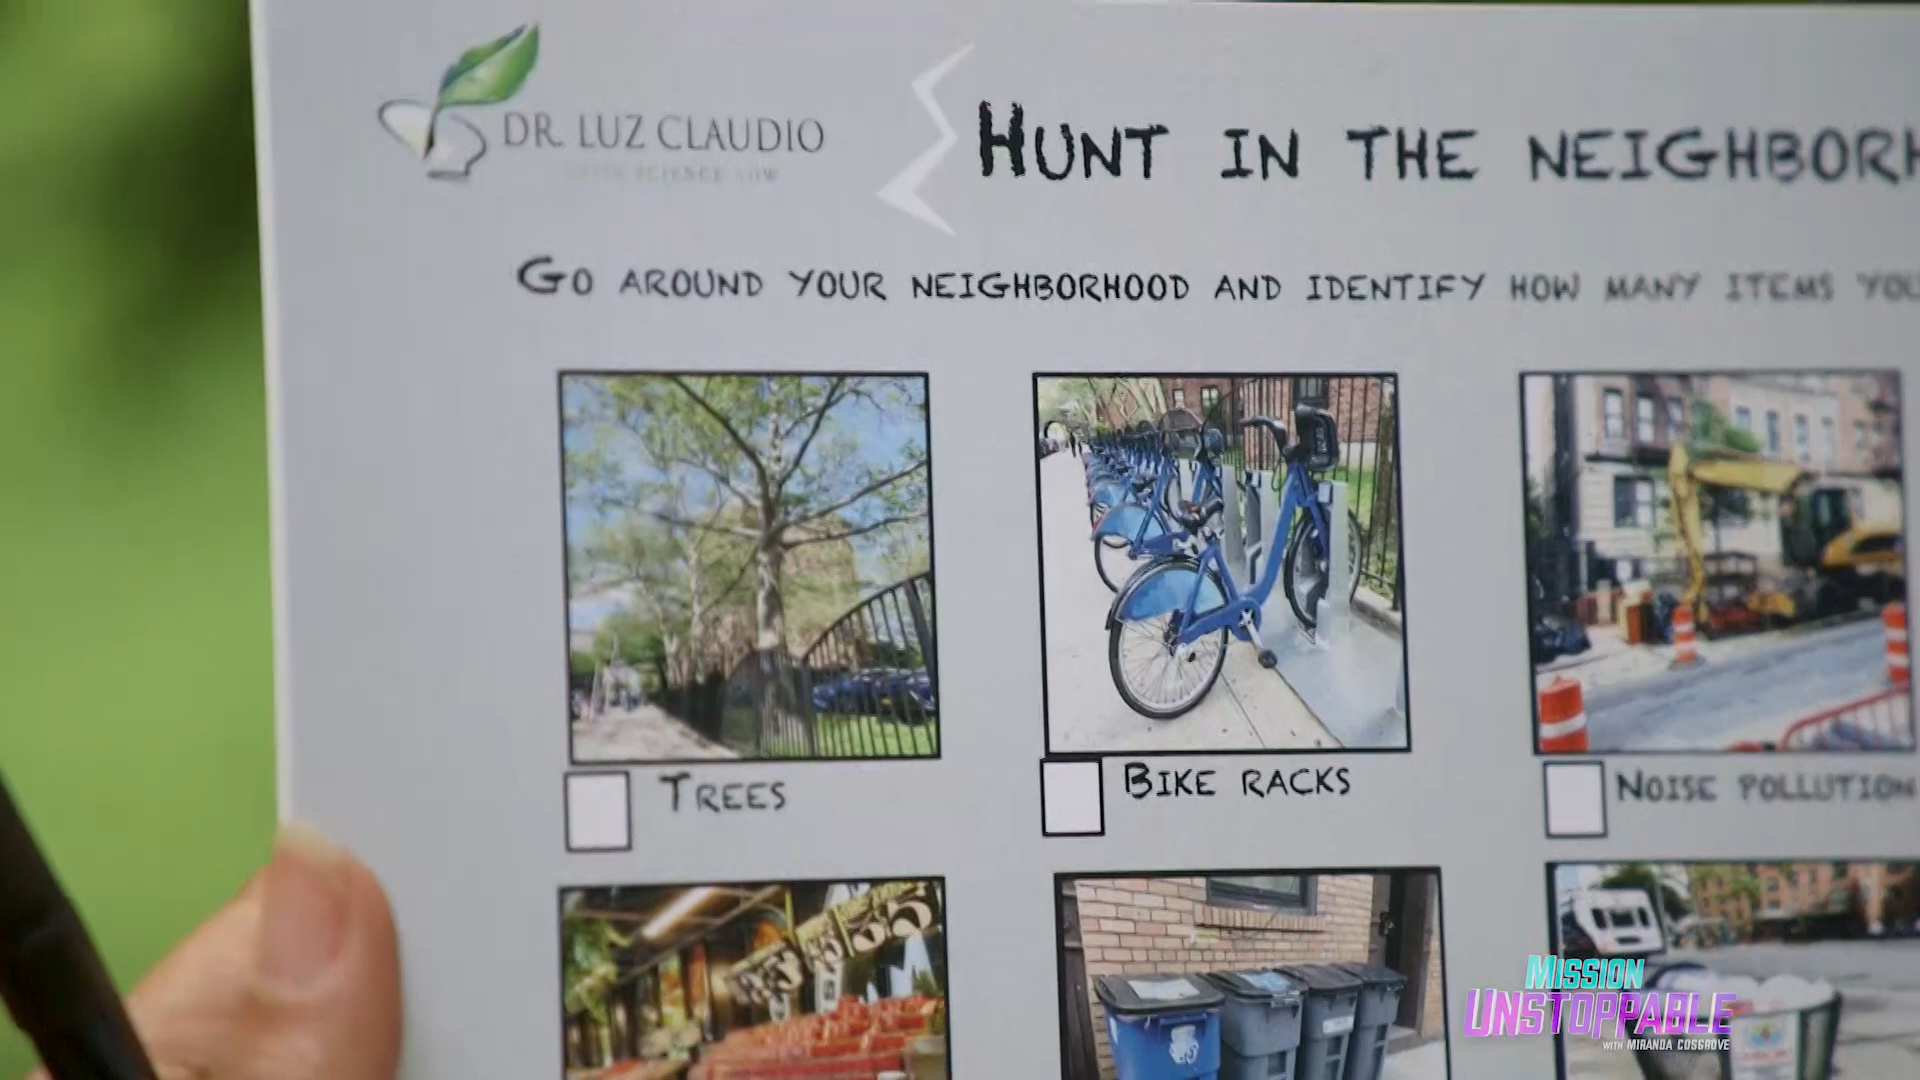 DR. LUZ CLAUDIO
HUNT IN THE NEIGHBORH
GO AROUND YOUR NEIGHBORHOOD AND IDENTIFY HOW MANY ITEMS YOU
TREES
BIKE RACKS
NOISE POLLUTION
MISSION
UNSTOPPABLE
WITH MIRANDA COSGROVE